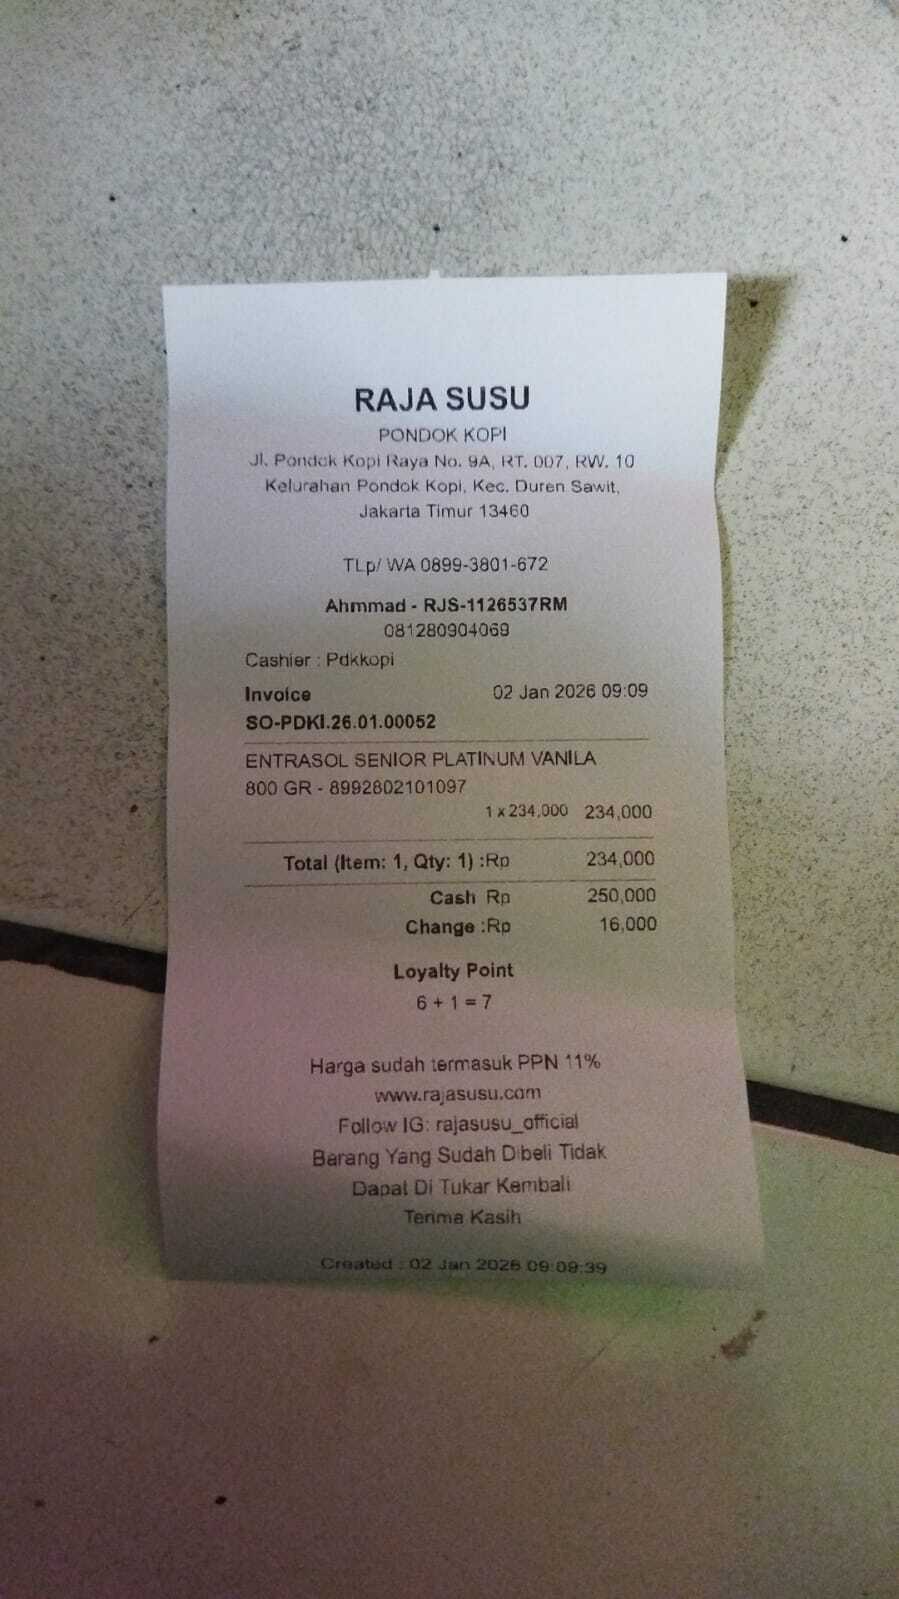 RAJA SUSU
PONDOK KOPI
Jl. Pondok Kopi Raya No. 9A, RT. 007, RW. 10
Kelurahan Pondok Kopi, Kec. Duren Sawit,
Jakarta Timur 13460
TLp/ WA 0899-3801-672
Ahmmad - RJS-1126537RM
081280904069
Cashier : Pdkkopi
Invoice 02 Jan 2026 09:09
SO-PDKI.26.01.00052
ENTRASOL SENIOR PLATINUM VANILA
800 GR - 8992802101097
1 x 234,000 234,000
Total (Item: 1, Qty: 1) :Rp 234,000
Cash Rp 250,000
Change :Rp 16,000
Loyalty Point
6 + 1 = 7
Harga sudah termasuk PPN 11%
www.rajasusu.com
Follow IG: rajasusu_official
Barang Yang Sudah Dibeli Tidak
Dapat Di Tukar Kembali
Terima Kasih
Created : 02 Jan 2026 09:09:39